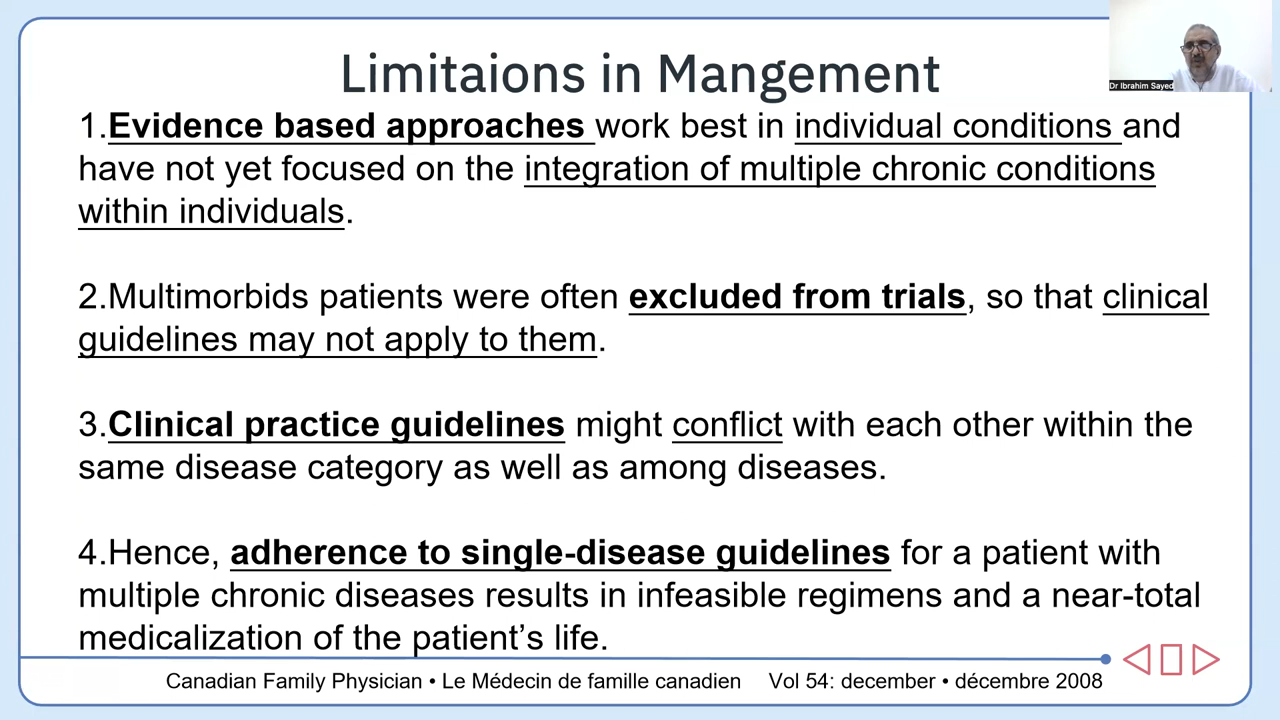 Limitaions in Mangement
Dr Ibrahim Sayed
1.Evidence based approaches work best in individual conditions and
have not yet focused on the integration of multiple chronic conditions
within individuals.
2.Multimorbids patients were often excluded from trials, so that clinical
guidelines may not apply to them.
3.Clinical practice guidelines might conflict with each other within the
same disease category as well as among diseases.
4.Hence, adherence to single-disease guidelines for a patient with
multiple chronic diseases results in infeasible regimens and a near-total
medicalization of the patient’s life.
Canadian Family Physician • Le Médecin de famille canadien Vol 54: december • décembre 2008